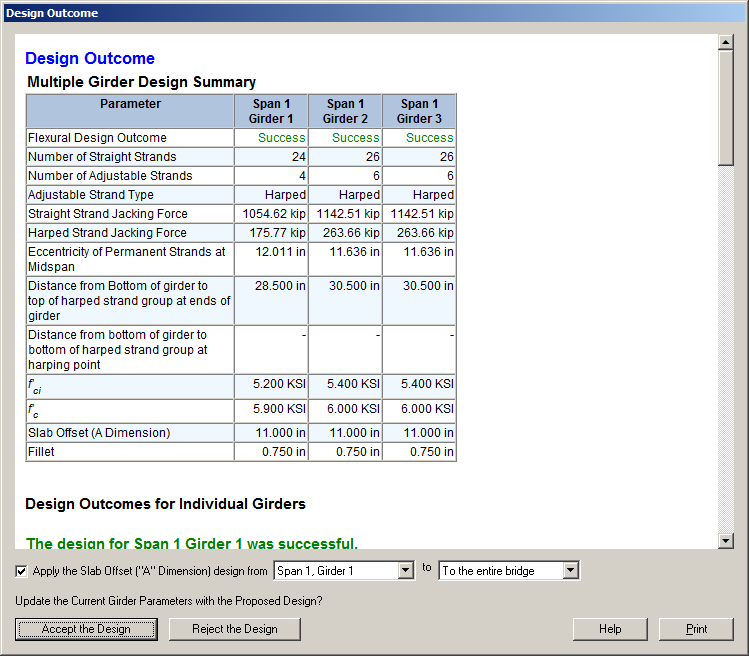 Design Outcome
Design Outcome
Multiple Girder Design Summary
Parameter Span 1 Girder 1 Span 1 Girder 2 Span 1 Girder 3
Flexural Design Outcome Success Success Success
Number of Straight Strands 24 26 26
Number of Adjustable Strands 4 6 6
Adjustable Strand Type Harped Harped Harped
Straight Strand Jacking Force 1054.62 kip 1142.51 kip 1142.51 kip
Harped Strand Jacking Force 175.77 kip 263.66 kip 263.66 kip
Eccentricity of Permanent Strands at 12.011 in 11.636 in 11.636 in
Midspan
Distance from Bottom of girder to 28.500 in 30.500 in 30.500 in
top of harped strand group at ends of
girder
Distance from bottom of girder to - - -
bottom of harped strand group at
harping point
f'ci 5.200 KSI 5.400 KSI 5.400 KSI
f'c 5.900 KSI 6.000 KSI 6.000 KSI
Slab Offset (A Dimension) 11.000 in 11.000 in 11.000 in
Fillet 0.750 in 0.750 in 0.750 in
Design Outcomes for Individual Girders
The design for Span 1 Girder 1 was successful.
Apply the Slab Offset ("A" Dimension) design from Span 1, Girder 1 to To the entire bridge
Update the Current Girder Parameters with the Proposed Design?
Accept the Design Reject the Design Help Print